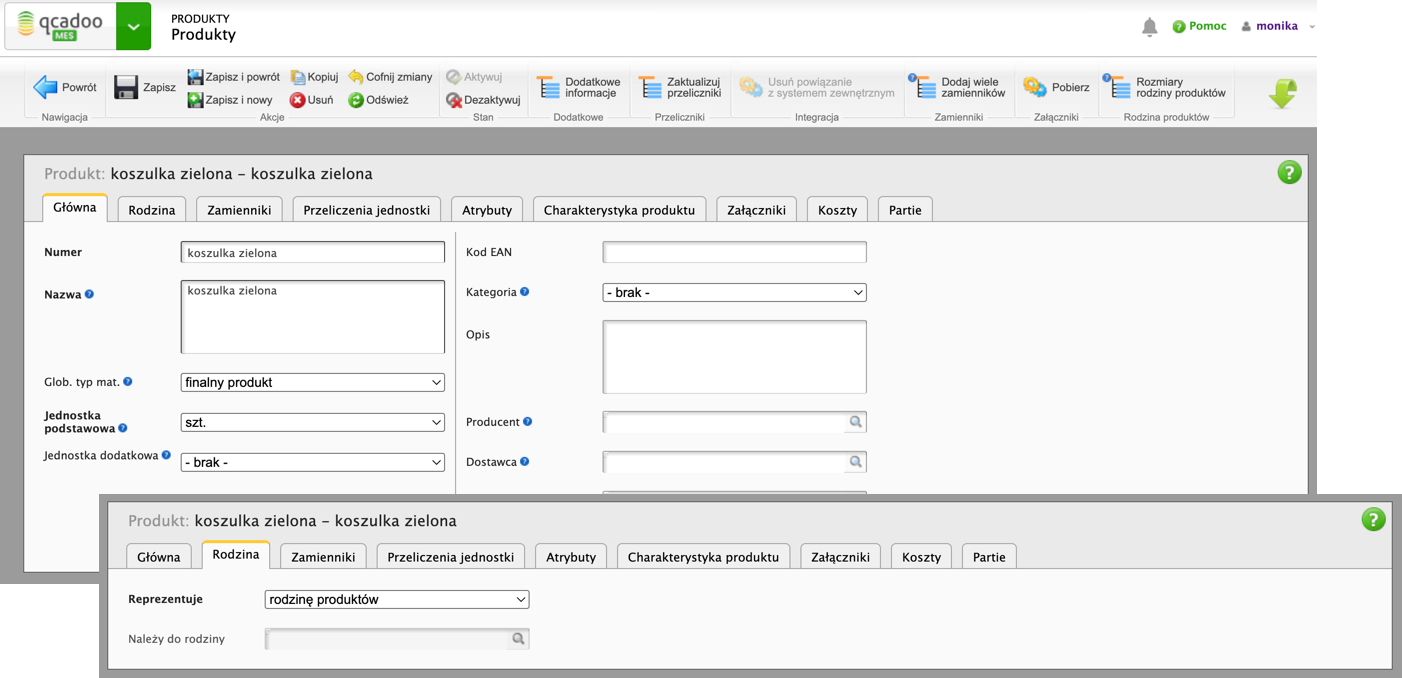 qcadoo
MES
PRODUKTY
Produkty
Pomoc
monika
Powrót
Nawigacja
Zapisz
Zapisz i powrót
Kopiuj
Cofnij zmiany
Zapisz i nowy
Usuń
Odśwież
Akcje
Aktywuj
Dezaktywuj
Stan
Dodatkowe
informacje
Dodatkowe
Zaktualizuj
przeliczniki
Przeliczniki
Usuń powiązanie
z systemem zewnętrznym
Integracja
Dodaj wiele
zamienników
Zamienniki
Pobierz
Załączniki
Rozmiary
rodziny produktów
Rodzina produktów
Produkt: koszulka zielona – koszulka zielona
Główna Rodzina Zamienniki Przeliczenia jednostki Atrybuty Charakterystyka produktu Załączniki Koszty Partie
Numer koszulka zielona
Nazwa koszulka zielona
Glob. typ mat. finalny produkt
Jednostka
podstawowa szt.
Jednostka dodatkowa - brak -
Kod EAN
Kategoria - brak -
Opis
Producent
Dostawca
Produkt: koszulka zielona – koszulka zielona
Główna Rodzina Zamienniki Przeliczenia jednostki Atrybuty Charakterystyka produktu Załączniki Koszty Partie
Reprezentuje rodzinę produktów
Należy do rodziny